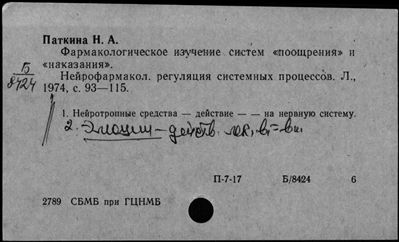 Паткина Н. А.
Фармакологическое изучение систем «поощрения» и
«наказания».
Б
8424
Нейрофармакол. регуляция системных процессов. Л.,
1974, с. 93—115.
1. Нейротропные средства — действие — — на нервную систему.
2. Эмоции — действ. лек. в-в
П-7-17 Б/8424 6
2789 СБМБ при ГЦНМБ